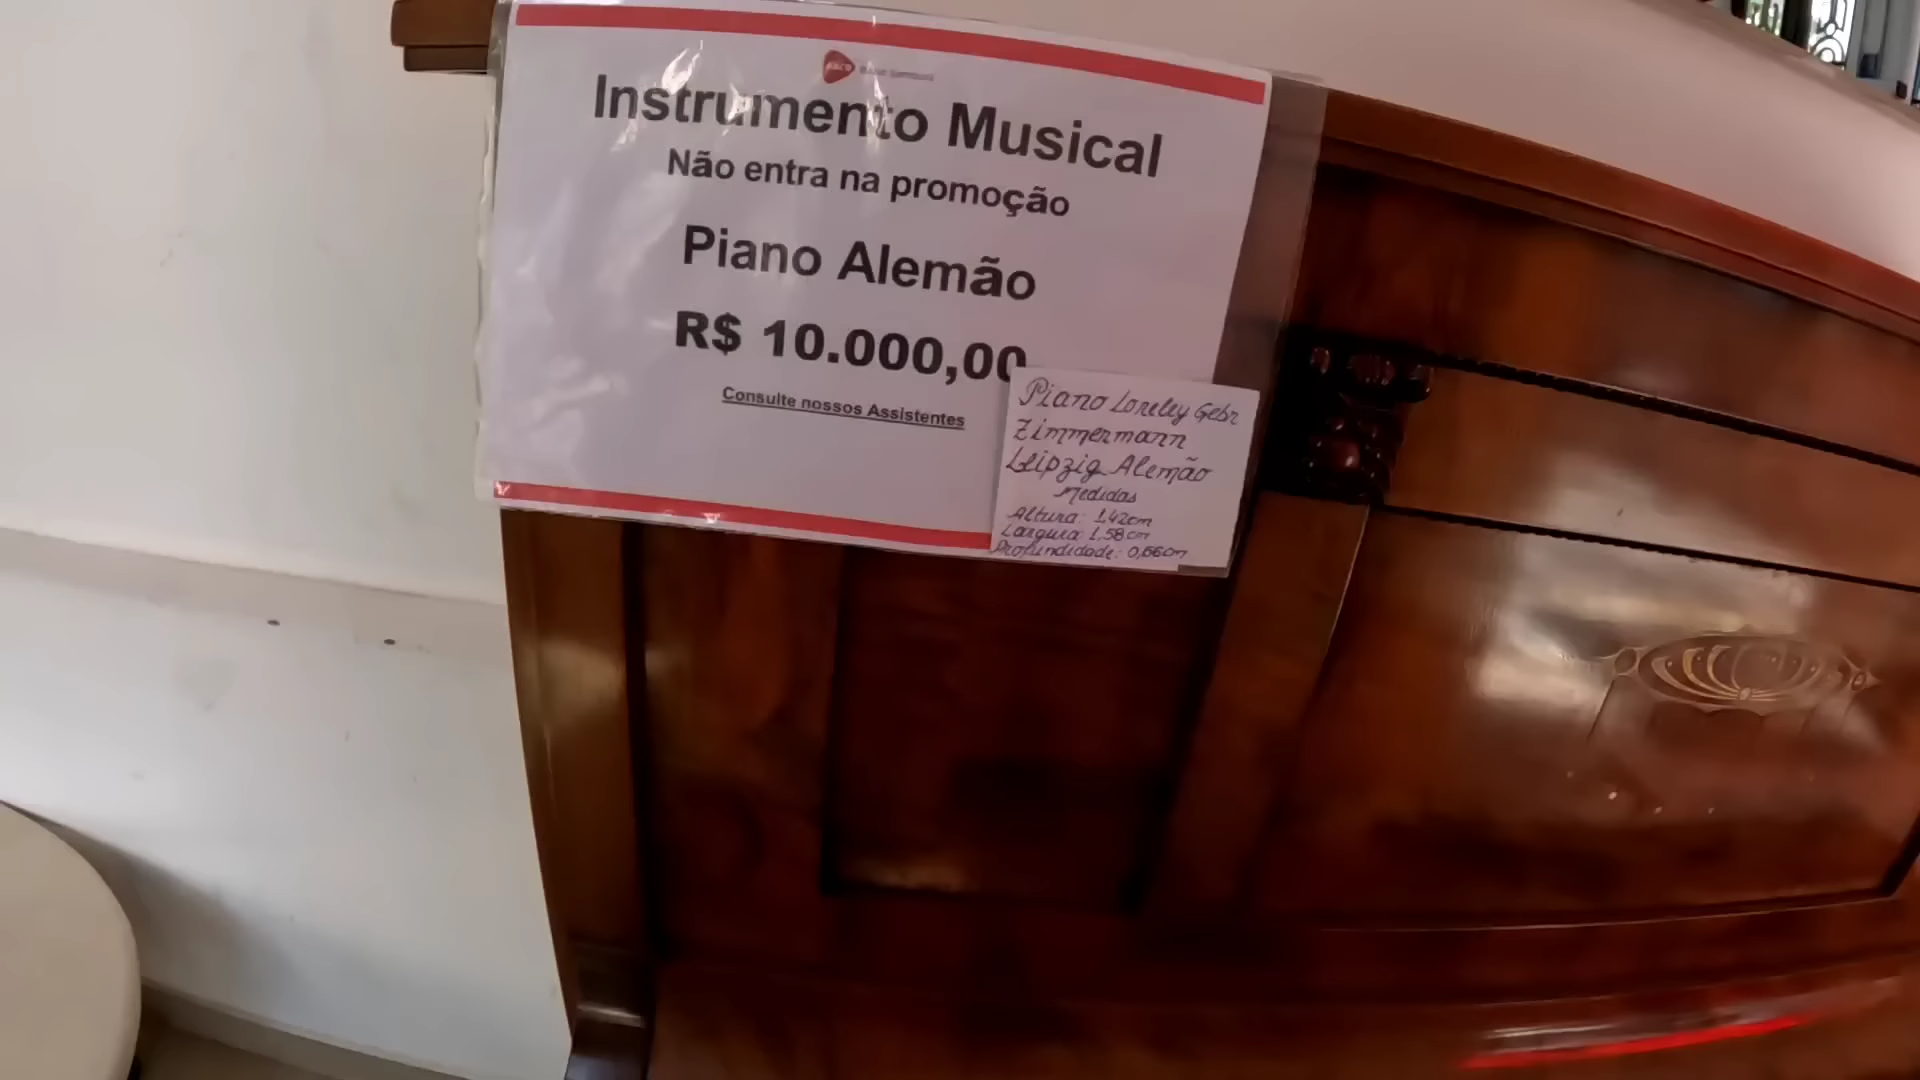 Instrumento Musical
Não entra na promoção
Piano Alemão
R$ 10.000,00
Consulte nossos Assistentes
Piano Loreley Gebr
Zimmermann
Leipzig Alemão
Medidas
Altura: 1,42cm
Largura: 1,58cm
Profundidade: 0,66cm